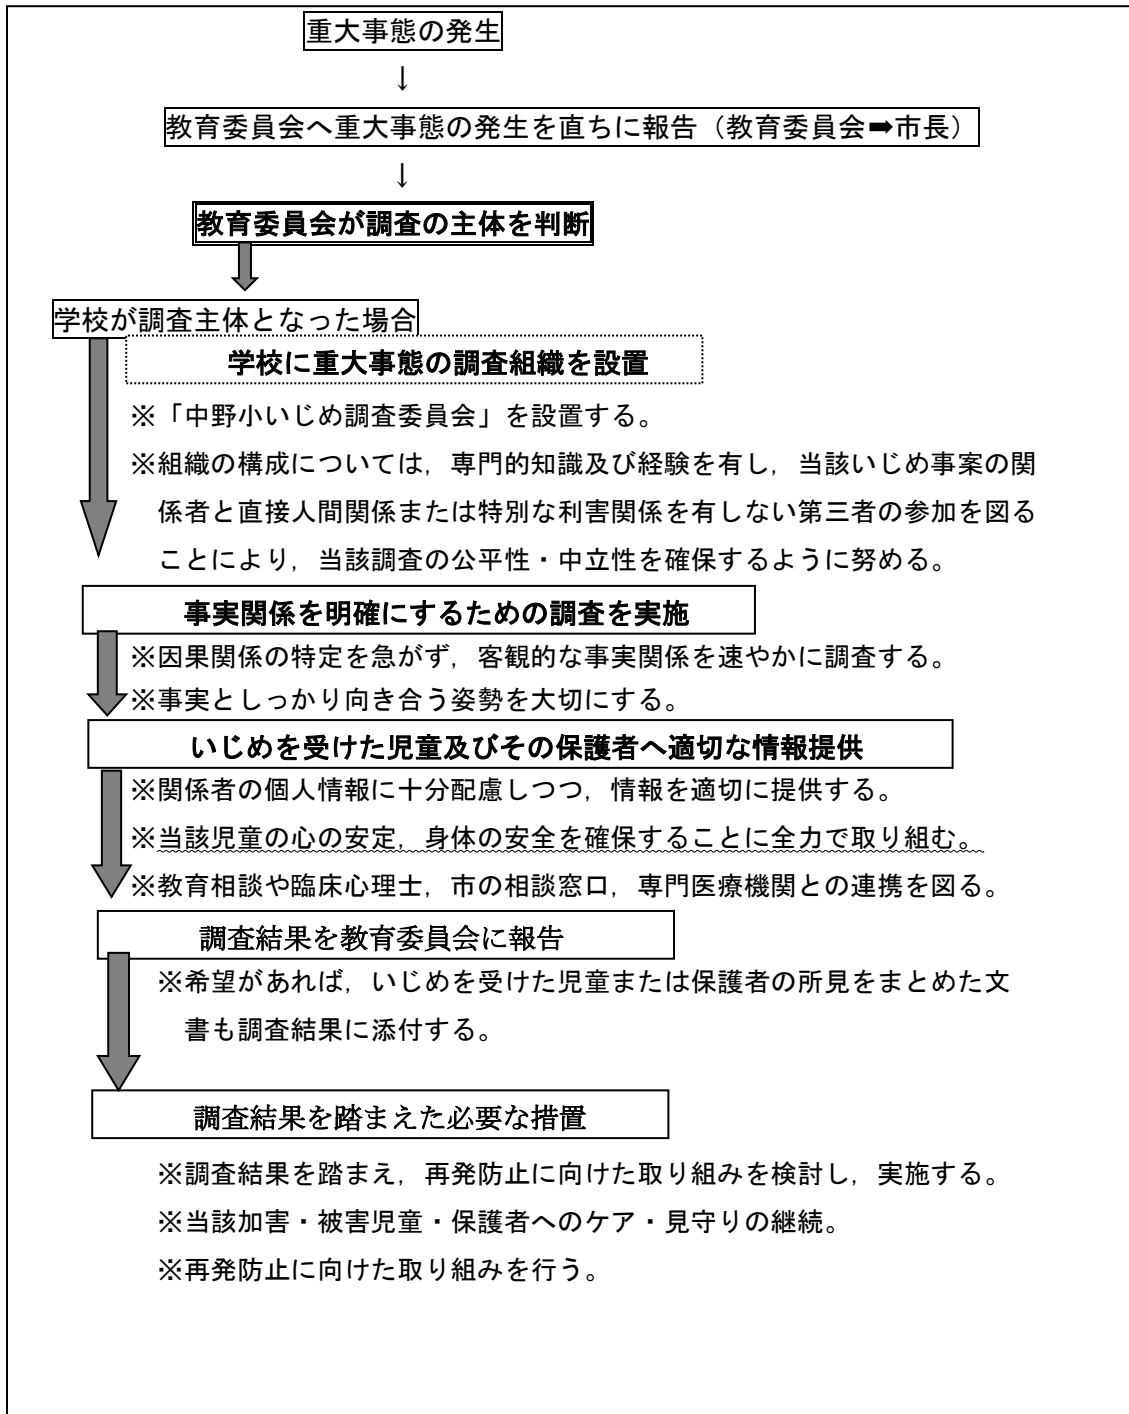 重大事態の発生
↓
教育委員会へ重大事態の発生を直ちに報告（教育委員会➡市長）
↓
教育委員会が調査の主体を判断
学校が調査主体となった場合
学校に重大事態の調査組織を設置
※「中野小いじめ調査委員会」を設置する。
※組織の構成については，専門的知識及び経験を有し，当該いじめ事案の関
係者と直接人間関係または特別な利害関係を有しない第三者の参加を図る
ことにより，当該調査の公平性・中立性を確保するように努める。
事実関係を明確にするための調査を実施
※因果関係の特定を急がず，客観的な事実関係を速やかに調査する。
※事実としっかり向き合う姿勢を大切にする。
いじめを受けた児童及びその保護者へ適切な情報提供
※関係者の個人情報に十分配慮しつつ，情報を適切に提供する。
※当該児童の心の安定，身体の安全を確保することに全力で取り組む。
※教育相談や臨床心理士，市の相談窓口，専門医療機関との連携を図る。
調査結果を教育委員会に報告
※希望があれば，いじめを受けた児童または保護者の所見をまとめた文
書も調査結果に添付する。
調査結果を踏まえた必要な措置
※調査結果を踏まえ，再発防止に向けた取り組みを検討し，実施する。
※当該加害・被害児童・保護者へのケア・見守りの継続。
※再発防止に向けた取り組みを行う。